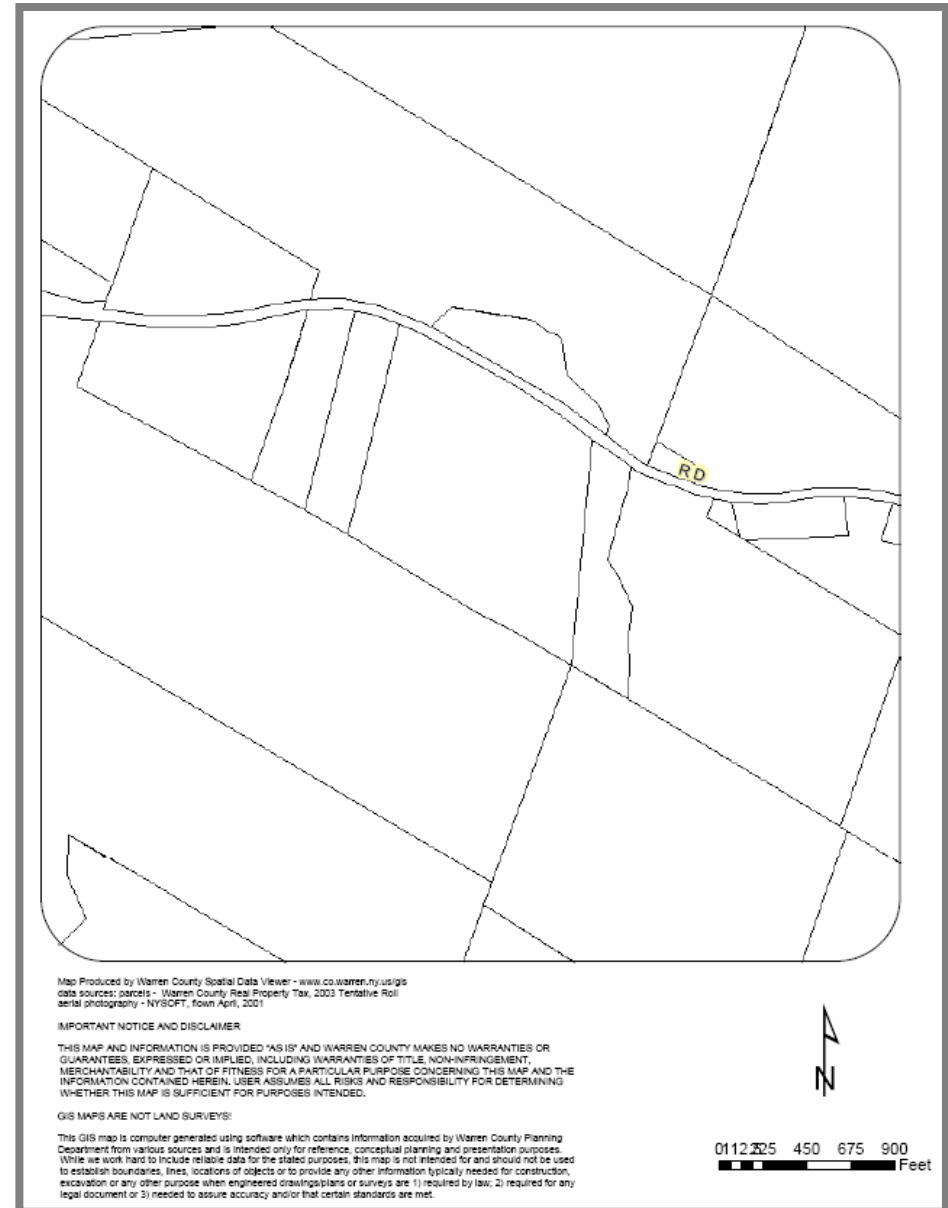 RD
Map Produced by Warren County Spatial Data Viewer - www.co.warren.ny.us/gis
data sources: parcels - Warren County Real Property Tax, 2003 Tentative Roll
aerial photography - NYSOFT, flown April, 2001
IMPORTANT NOTICE AND DISCLAIMER
THIS MAP AND INFORMATION IS PROVIDED "AS IS" AND WARREN COUNTY MAKES NO WARRANTIES OR
GUARANTEES, EXPRESSED OR IMPLIED, INCLUDING WARRANTIES OF TITLE, NON-INFRINGEMENT,
MERCHANTABILITY AND THAT OF FITNESS FOR A PARTICULAR PURPOSE CONCERNING THIS MAP AND THE
INFORMATION CONTAINED HEREIN. USER ASSUMES ALL RISKS AND RESPONSIBILITY FOR DETERMINING
WHETHER THIS MAP IS SUFFICIENT FOR PURPOSES INTENDED.
GIS MAPS ARE NOT LAND SURVEYS!
This GIS map is computer generated using software which contains information acquired by Warren County Planning
Department from various sources and is intended only for reference, conceptual planning and presentation purposes.
While we work hard to include reliable data for the stated purposes, this map is not intended for and should not be used
to establish boundaries, lines, locations of objects or to provide any other information typically needed for construction,
excavation or any other purpose when engineered drawings/plans or surveys are 1) required by law; 2) required for any
legal document or 3) needed to assure accuracy and/or that certain standards are met.
N
450 675 900
Feet